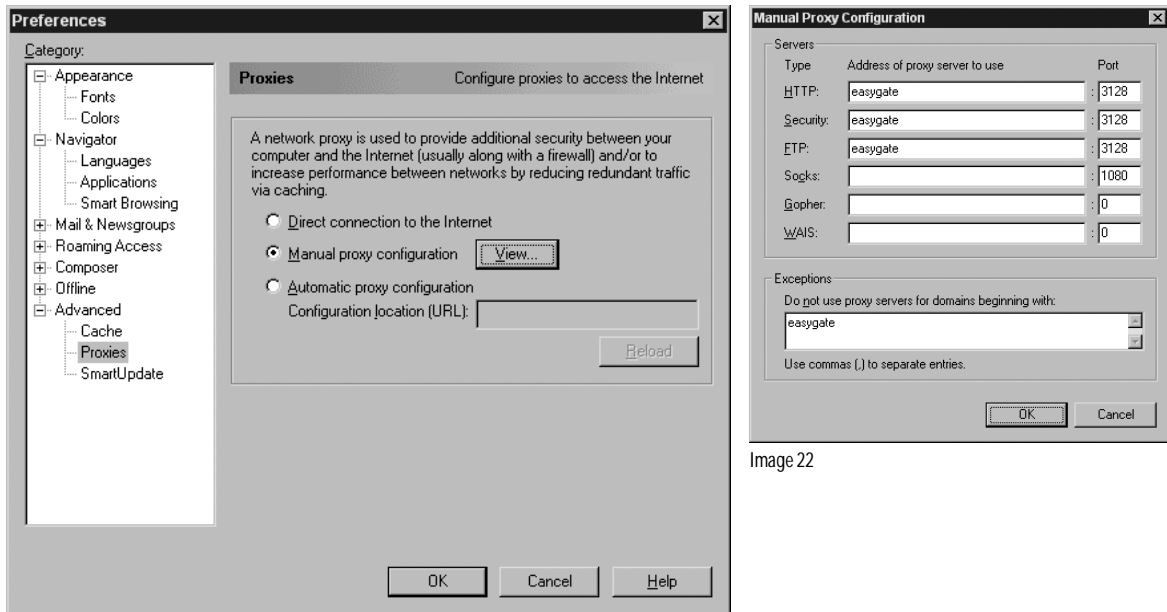 Preferences
Category:
Appearance
Fonts
Colors
Navigator
Languages
Applications
Smart Browsing
Mail & Newsgroups
Roaming Access
Composer
Offline
Advanced
Cache
Proxies
SmartUpdate
Proxies Configure proxies to access the Internet
A network proxy is used to provide additional security between your
computer and the Internet (usually along with a firewall) and/or to
increase performance between networks by reducing redundant traffic
via caching.
Direct connection to the Internet
Manual proxy configuration View...
Automatic proxy configuration
Configuration location (URL):
Reload
OK Cancel Help
Manual Proxy Configuration
Servers
Type Address of proxy server to use Port
HTTP: easygate : 3128
Security: easygate : 3128
FTP: easygate : 3128
Socks: : 1080
Gopher: : 0
WAIS: : 0
Exceptions
Do not use proxy servers for domains beginning with:
easygate
Use commas (,) to separate entries.
OK Cancel
Image 22